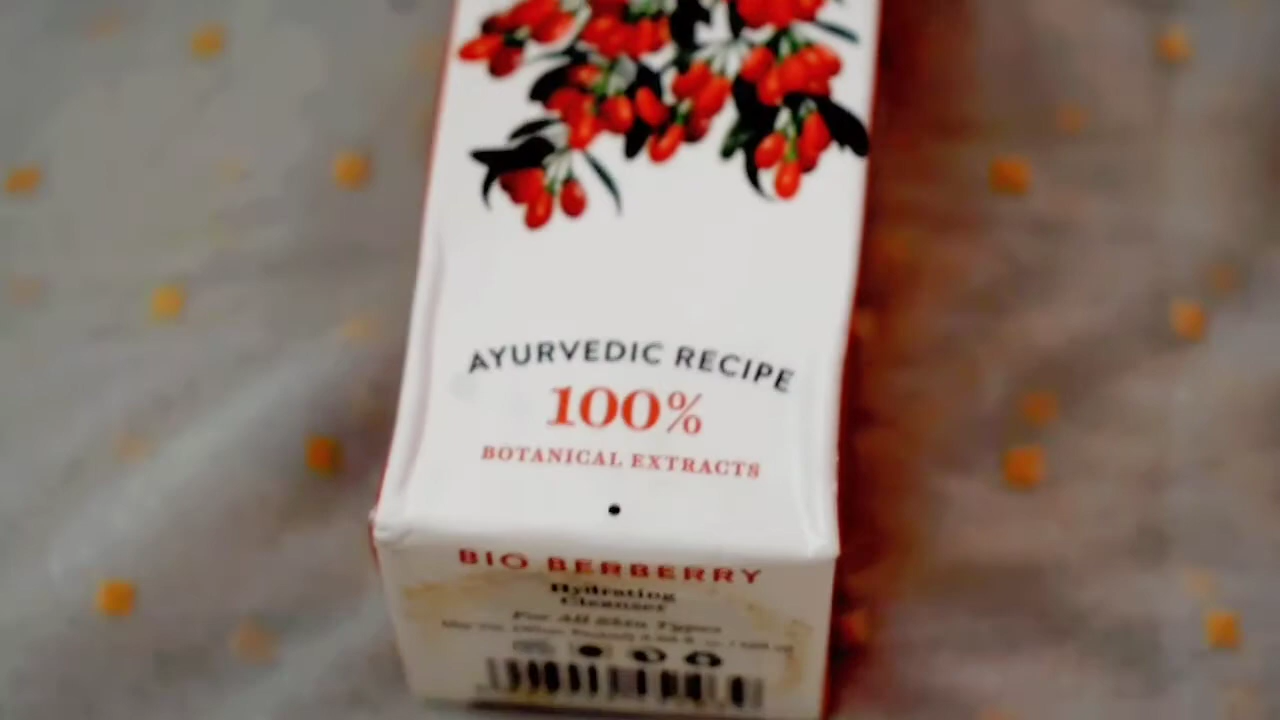 AYURVEDIC RECIPE
100%
BOTANICAL EXTRACTS
BIO BERBERRY
Hydrating
Cleanser
For All Skin Types